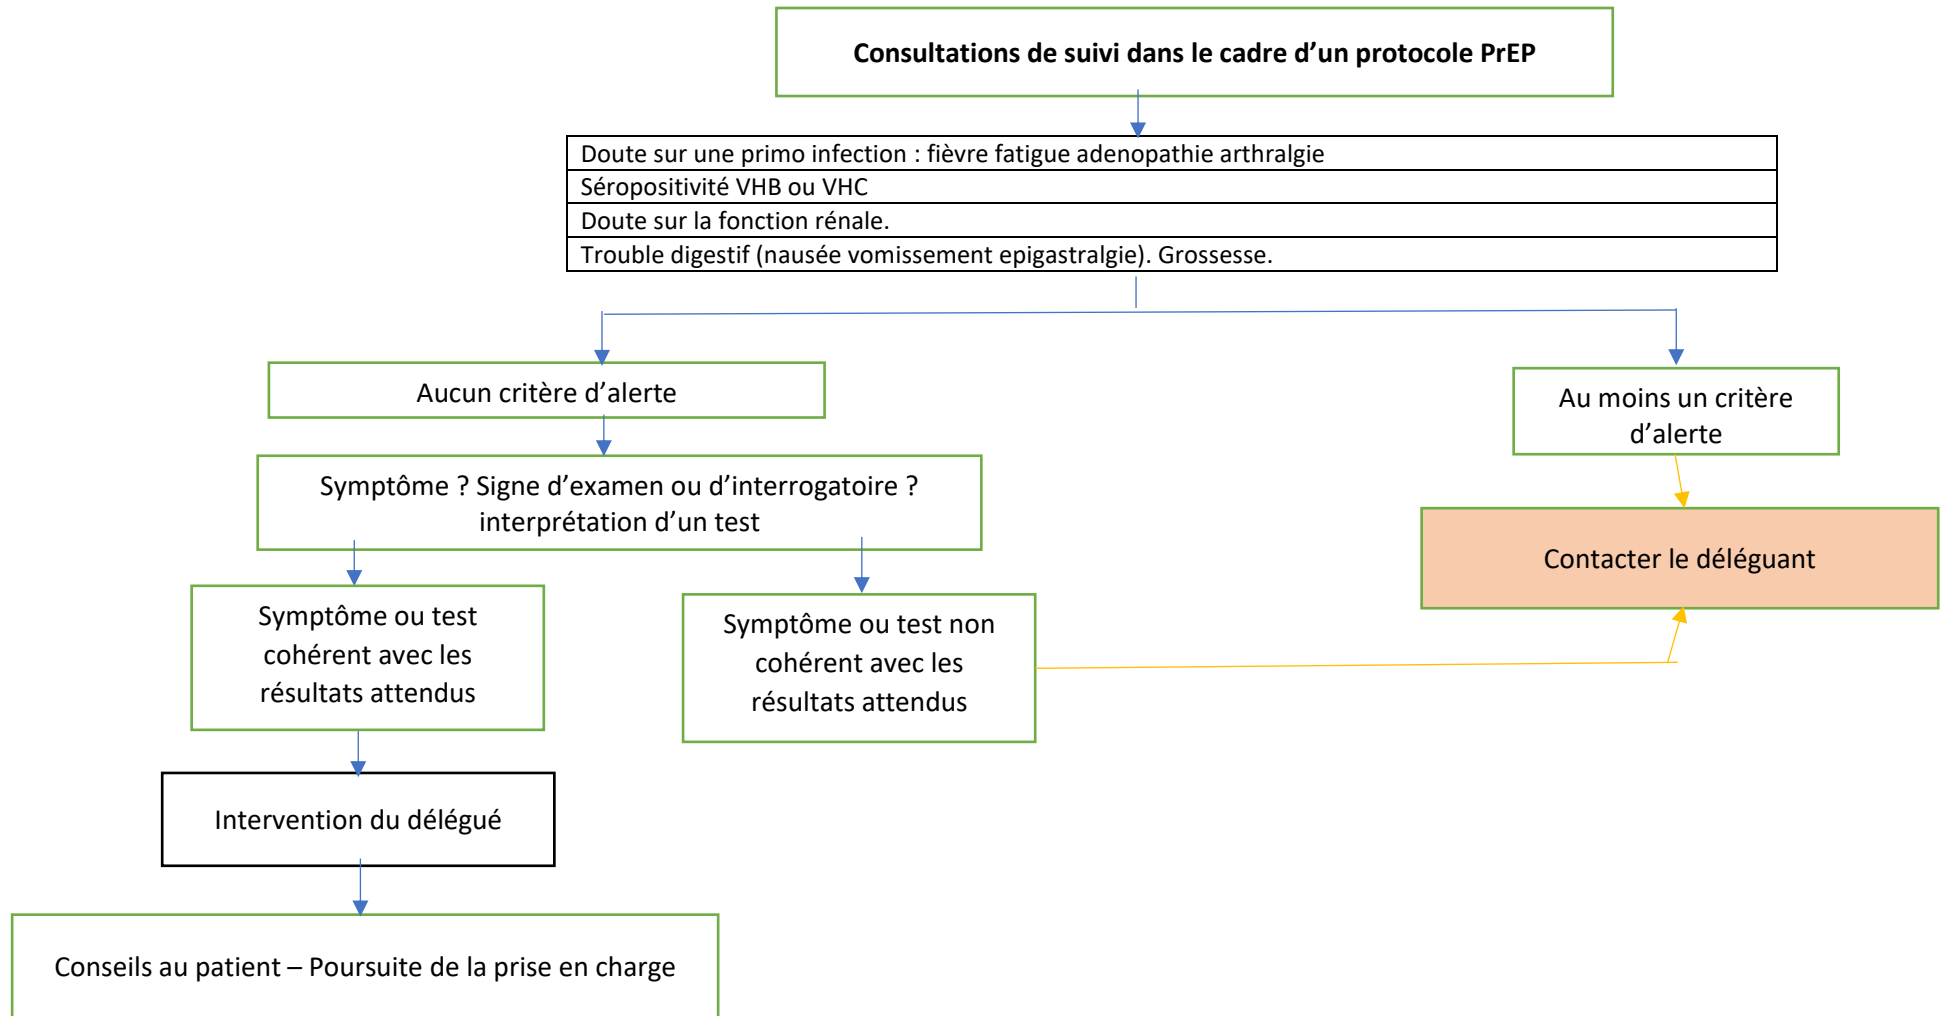 Consultations de suivi dans le cadre d’un protocole PrEP
Doute sur une primo infection : fièvre fatigue adenopathie arthralgie
Séropositivité VHB ou VHC
Doute sur la fonction rénale.
Trouble digestif (nausée vomissement epigastralgie). Grossesse.
Aucun critère d’alerte
Au moins un critère
d’alerte
Symptôme ? Signe d’examen ou d’interrogatoire ?
interprétation d’un test
Contacter le déléguant
Symptôme ou test
cohérent avec les
résultats attendus
Symptôme ou test non
cohérent avec les
résultats attendus
Intervention du délégué
Conseils au patient – Poursuite de la prise en charge